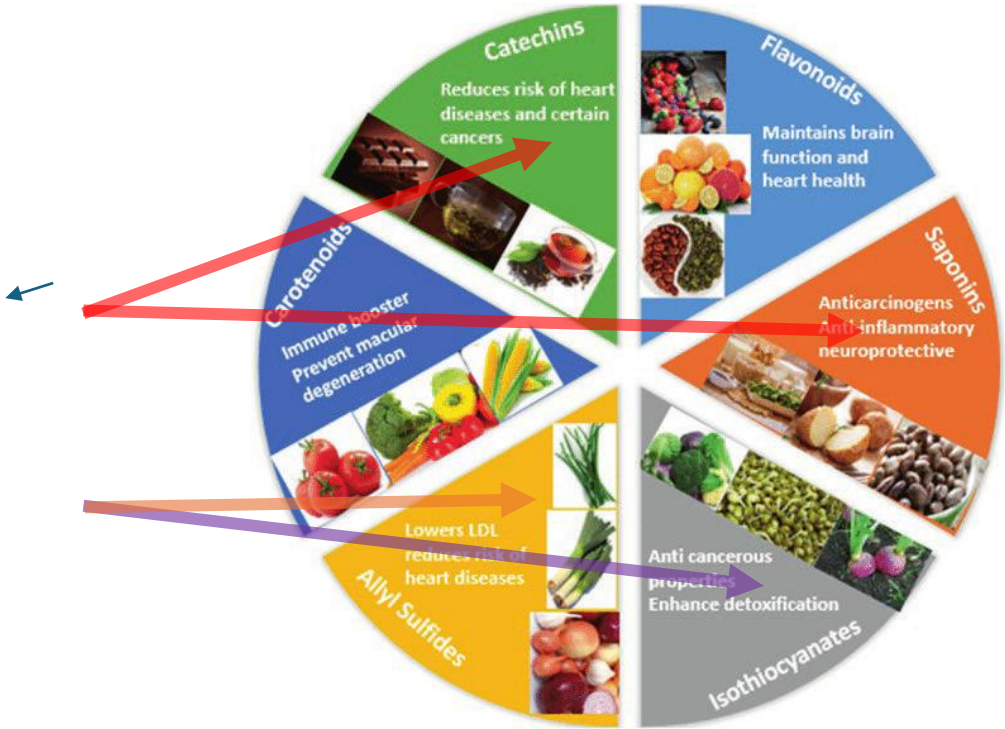 Catechins
Reduces risk of heart
diseases and certain
cancers
Flavonoids
Maintains brain
function and
heart health
Saponins
Anticarcinogens
Anti-inflammatory
neuroprotective
Isothiocyanates
Anti cancerous
properties
Enhance detoxification
Allyl Sulfides
Lowers LDL
reduces risk of
heart diseases
Carotenoids
Immune booster
Prevent macular
degeneration